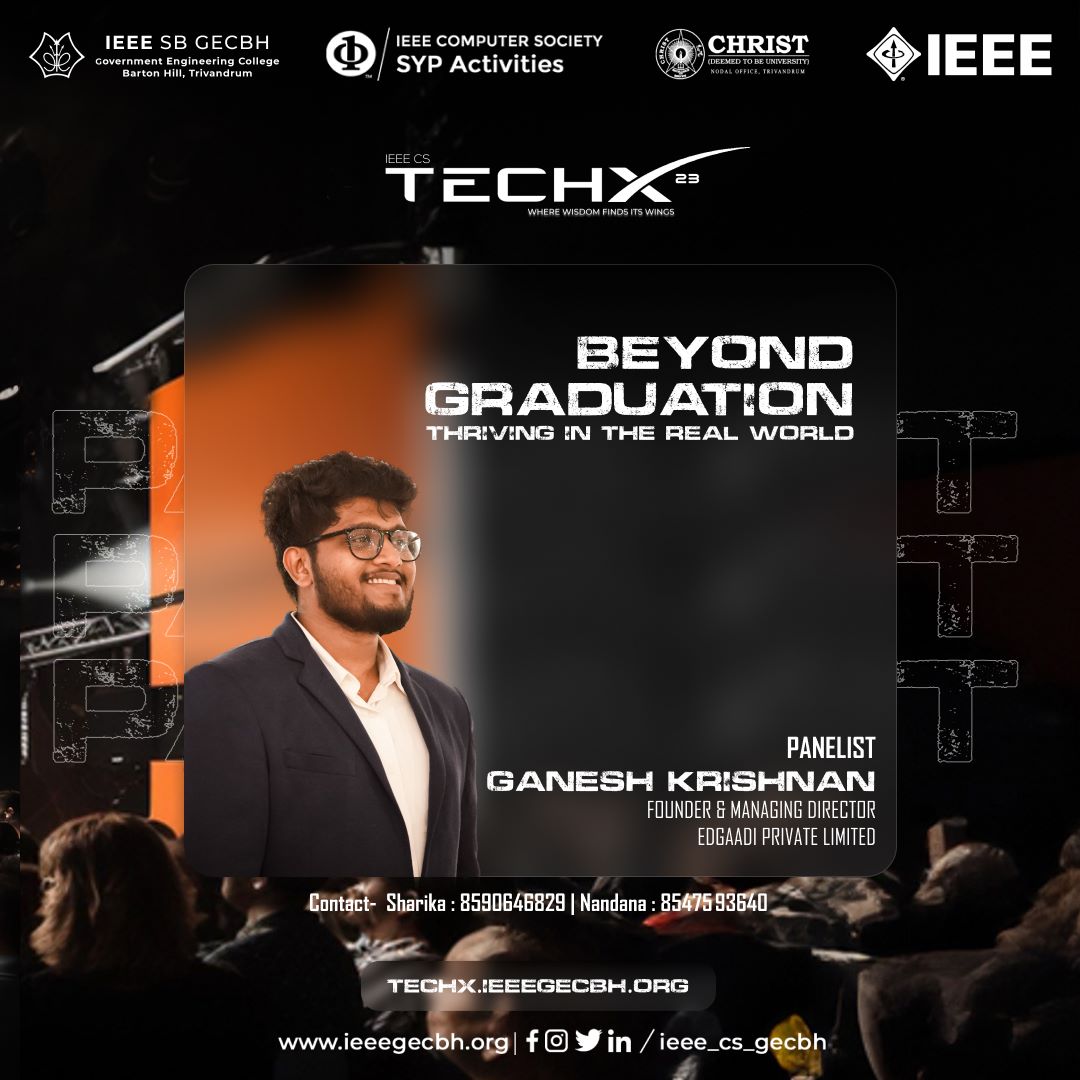 IEEE SB GECBH
Government Engineering College
Barton Hill, Trivandrum
IEEE COMPUTER SOCIETY
SYP Activities
CHRIST
(DEEMED TO BE UNIVERSITY)
NODAL OFFICE, TRIVANDRUM
IEEE
IEEE CS
TECHX 23
WHERE WISDOM FINDS ITS WINGS
BEYOND
GRADUATION
THRIVING IN THE REAL WORLD
PANELIST
GANESH KRISHNAN
FOUNDER & MANAGING DIRECTOR
EDGAADI PRIVATE LIMITED
Contact- Sharika : 8590646829 | Nandana : 8547593640
TECHX.IEEEGECBH.ORG
www.ieeegecbh.org| / ieee_cs_gecbh